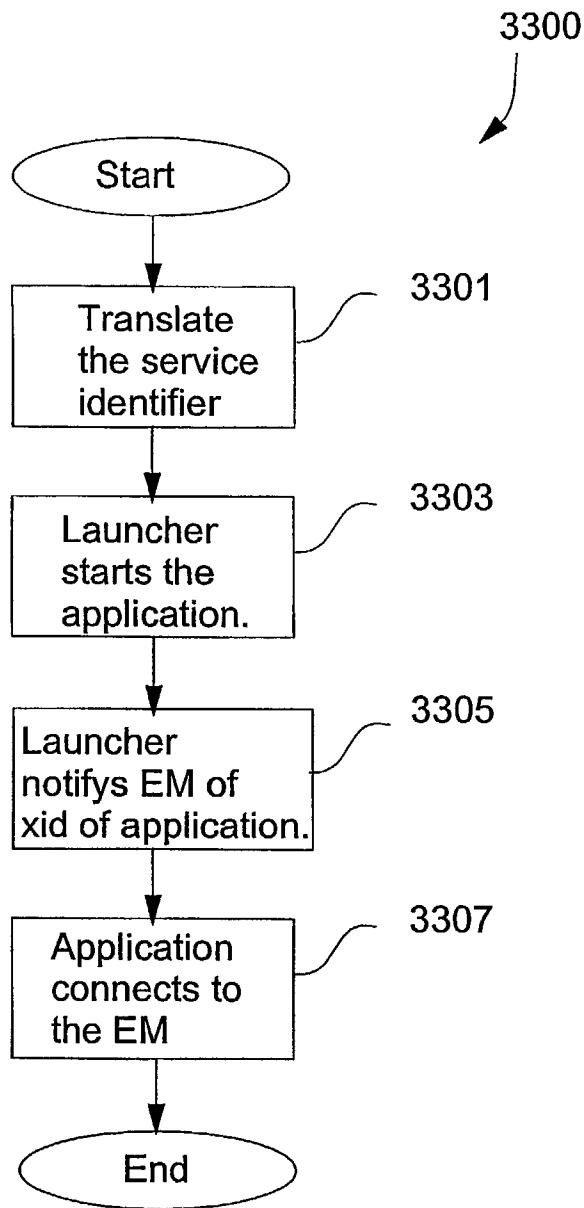 3300
Start
3301
Translate
the service
identifier
3303
Launcher
starts the
application.
3305
Launcher
notifys EM of
xid of application.
3307
Application
connects to
the EM
End